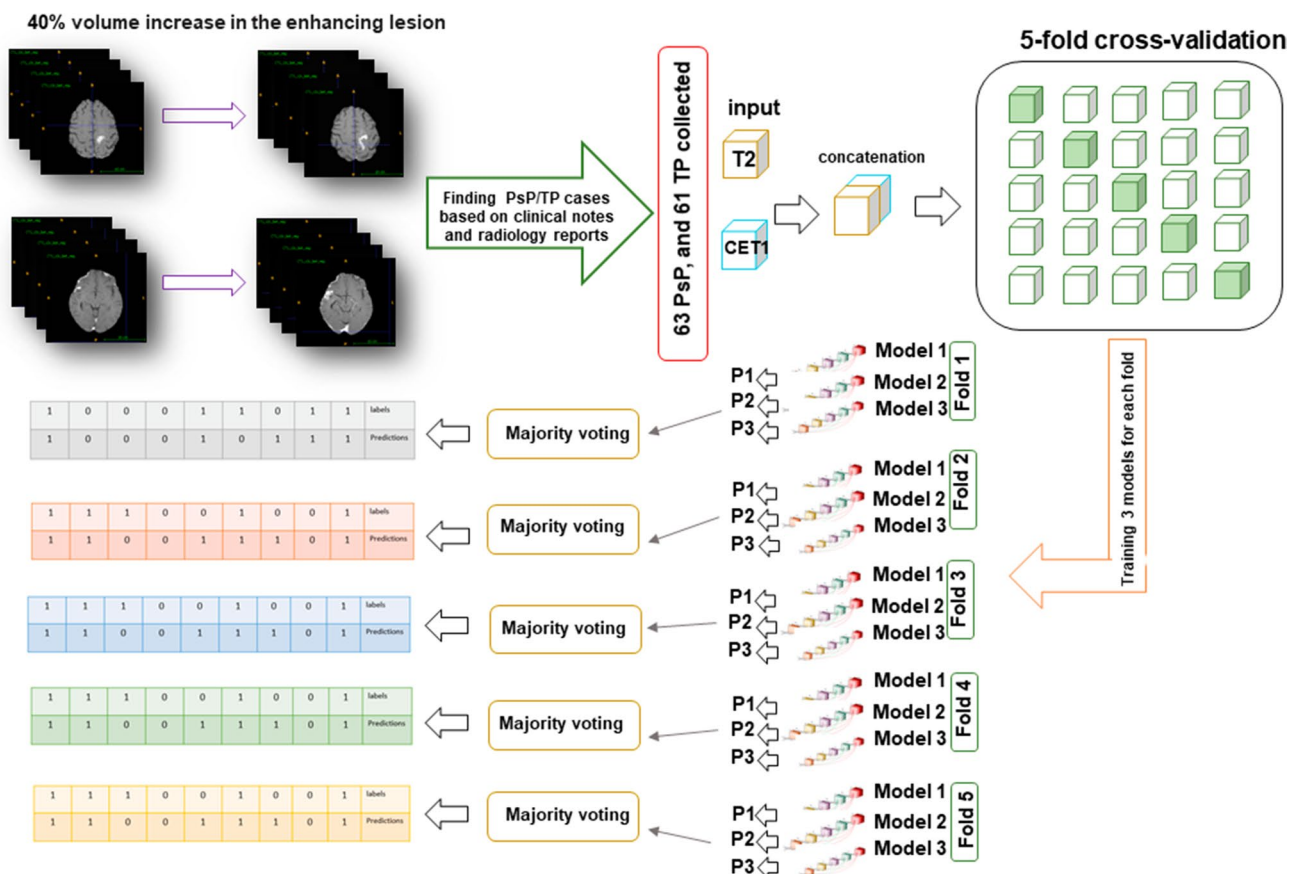 40% volume increase in the enhancing lesion
Finding PsP/TP cases
based on clinical notes
and radiology reports
63 PsP, and 61 TP collected
input
T2
CET1
concatenation
5-fold cross-validation
Training 3 models for each fold
Model 1
Model 2
Model 3
Fold 1
P1
P2
P3
Majority voting
1 0 0 0 1 1 0 1 1 labels
1 0 0 0 1 0 1 1 1 Predictions
Model 1
Model 2
Model 3
Fold 2
P1
P2
P3
Majority voting
1 1 1 0 0 1 0 0 1 labels
1 1 0 0 1 1 1 0 1 Predictions
Model 1
Model 2
Model 3
Fold 3
P1
P2
P3
Majority voting
1 1 1 0 0 1 0 0 1 labels
1 1 0 0 1 1 1 0 1 Predictions
Model 1
Model 2
Model 3
Fold 4
P1
P2
P3
Majority voting
1 1 1 0 0 1 0 0 1 labels
1 1 0 0 1 1 1 0 1 Predictions
Model 1
Model 2
Model 3
Fold 5
P1
P2
P3
Majority voting
1 1 1 0 0 1 0 0 1 labels
1 1 0 0 1 1 1 0 1 Predictions